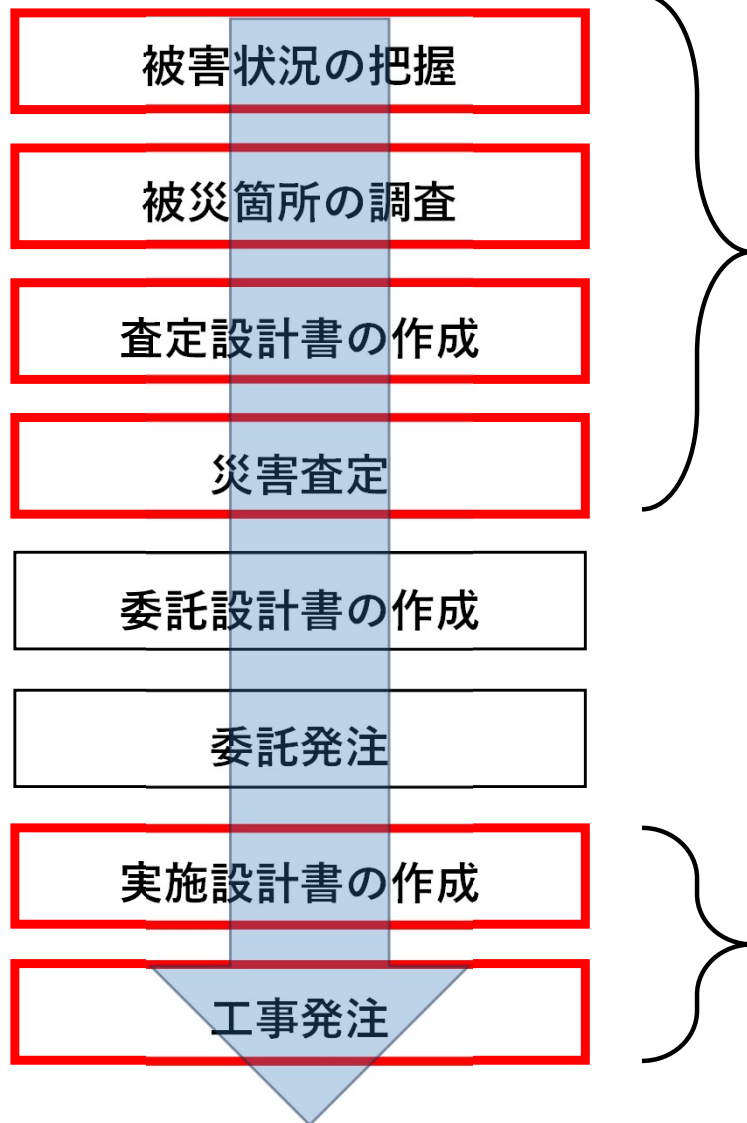 被害状況の把握
被災箇所の調査
査定設計書の作成
災害査定
委託設計書の作成
委託発注
実施設計書の作成
工事発注